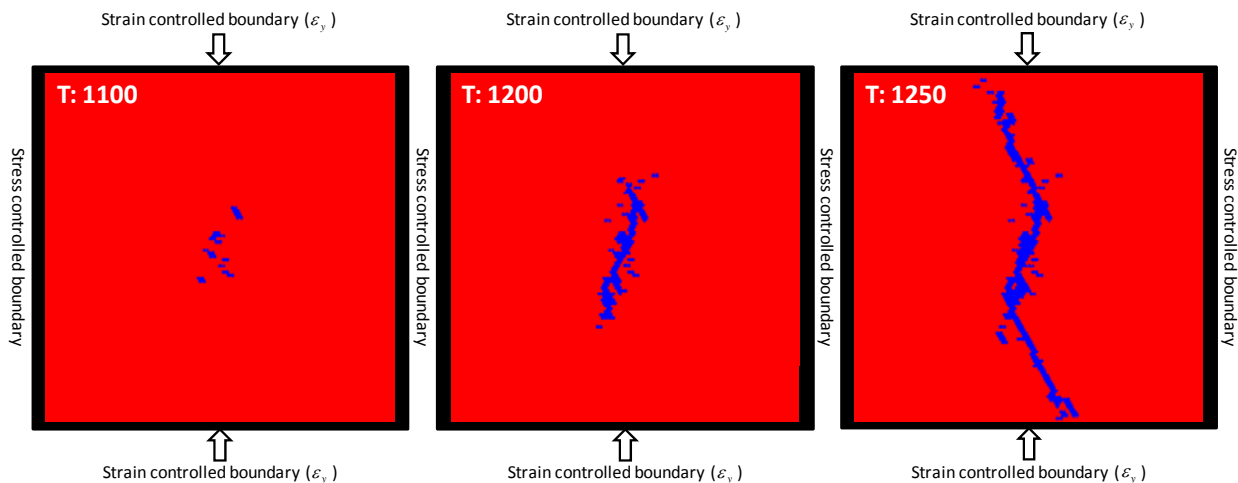 Strain controlled boundary (εy)
Strain controlled boundary (εy)
Strain controlled boundary (εy)
T: 1100
T: 1200
T: 1250
Stress controlled boundary
Stress controlled boundary
Stress controlled boundary
Stress controlled boundary
Strain controlled boundary (εy)
Strain controlled boundary (εy)
Strain controlled boundary (εy)